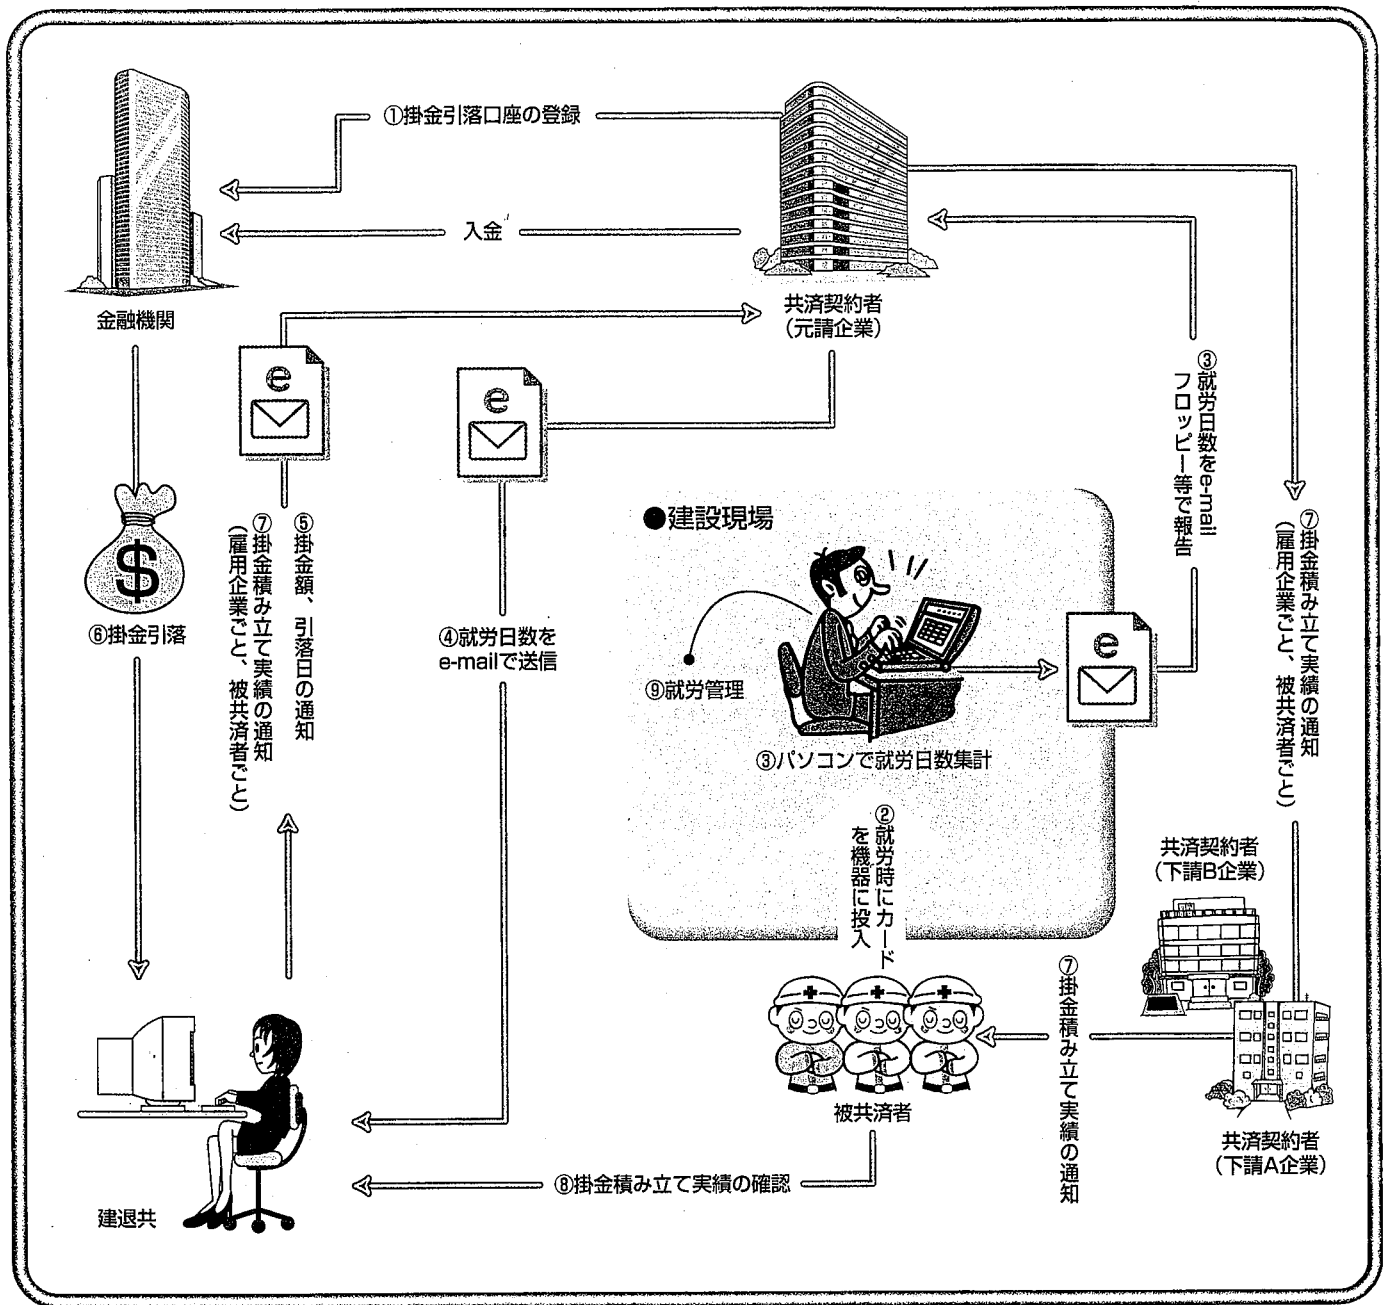 ①掛金引落口座の登録
入金
金融機関
共済契約者
(元請企業)
e
e
③就労日数をe-mail
フロッピー等で報告
⑦掛金積み立て実績の通知
(雇用企業ごと、被共済者ごと)
$
⑥掛金引落
⑤掛金額、引落日の通知
⑦掛金積み立て実績の通知
(雇用企業ごと、被共済者ごと)
④就労日数を
e-mailで送信
●建設現場
⑨就労管理
e
③パソコンで就労日数集計
②就労時にカード
を機器に投入
共済契約者
(下請B企業)
⑦掛金積み立て実績の通知
被共済者
共済契約者
(下請A企業)
⑧掛金積み立て実績の確認
建退共